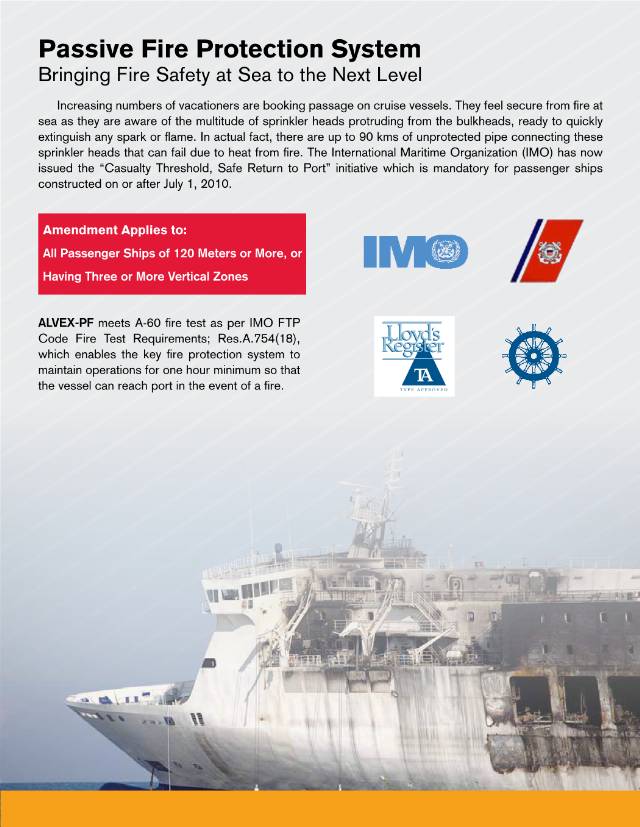 Passive Fire Protection System
Bringing Fire Safety at Sea to the Next Level
Increasing numbers of vacationers are booking passage on cruise vessels. They feel secure from fire at
sea as they are aware of the multitude of sprinkler heads protruding from the bulkheads, ready to quickly
extinguish any spark or flame. In actual fact, there are up to 90 kms of unprotected pipe connecting these
sprinkler heads that can fail due to heat from fire. The International Maritime Organization (IMO) has now
issued the “Casualty Threshold, Safe Return to Port” initiative which is mandatory for passenger ships
constructed on or after July 1, 2010.
Amendment Applies to:
All Passenger Ships of 120 Meters or More, or
Having Three or More Vertical Zones
IMO
ALVEX-PF meets A-60 fire test as per IMO FTP
Code Fire Test Requirements; Res.A.754(18),
which enables the key fire protection system to
maintain operations for one hour minimum so that
the vessel can reach port in the event of a fire.
Lloyd's
Register
TA
TYPE APPROVED